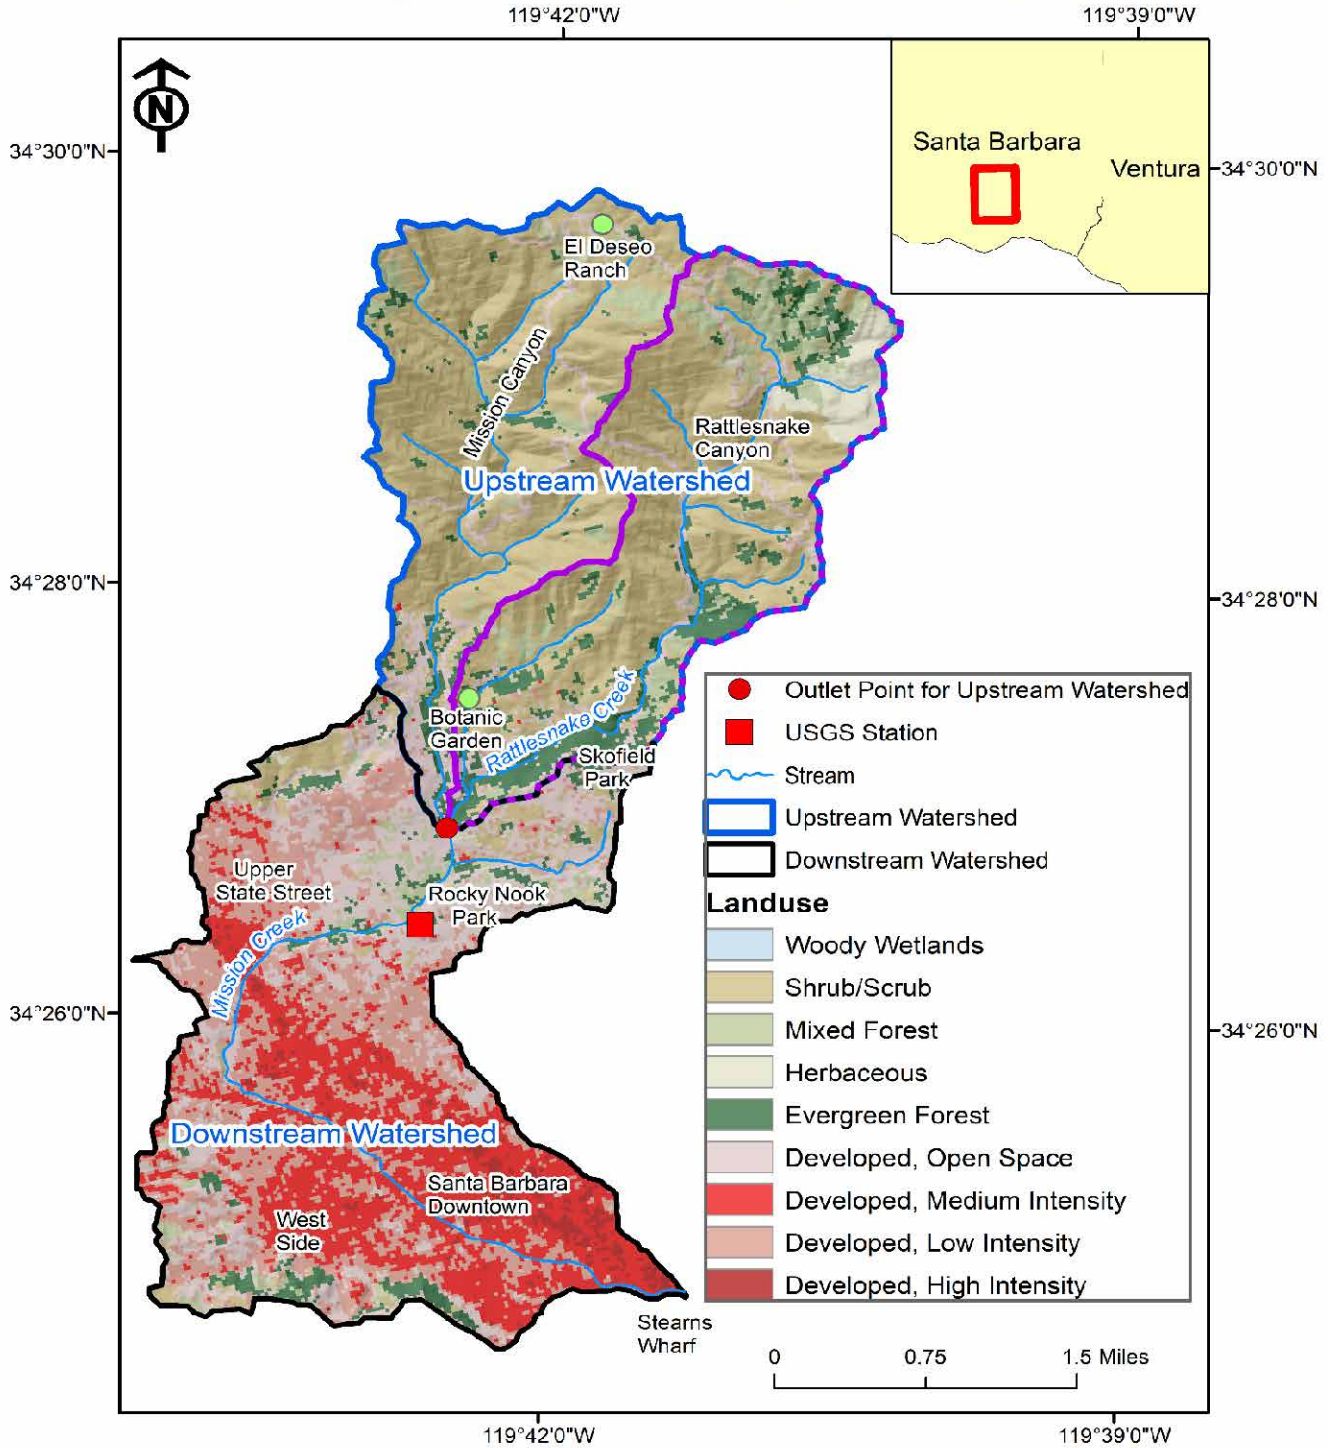 119°42'0"W
119°39'0"W
N
34°30'0"N
Santa Barbara
Ventura
34°30'0"N
El Deseo
Ranch
Mission Canyon
Rattlesnake
Canyon
Upstream Watershed
34°28'0"N
34°28'0"N
Botanic
Garden
Rattlesnake Creek
Skofield
Park
Upper
State Street
Rocky Nook
Park
Mission Creek
34°26'0"N
34°26'0"N
Downstream Watershed
Santa Barbara
Downtown
West
Side
Stearns
Wharf
Outlet Point for Upstream Watershed
USGS Station
Stream
Upstream Watershed
Downstream Watershed
Landuse
Woody Wetlands
Shrub/Scrub
Mixed Forest
Herbaceous
Evergreen Forest
Developed, Open Space
Developed, Medium Intensity
Developed, Low Intensity
Developed, High Intensity
0 0.75 1.5 Miles
119°42'0"W
119°39'0"W